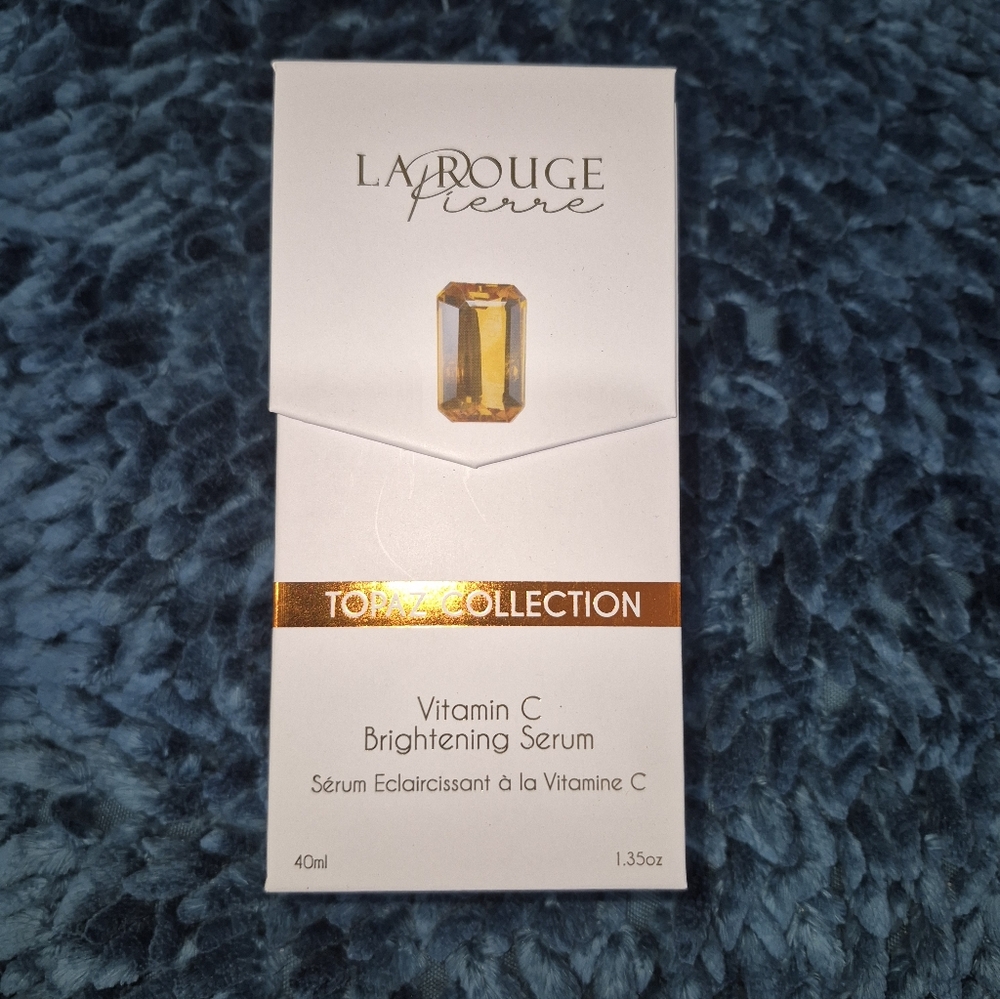 LA ROUGE
Pierre
TOPAZ COLLECTION
Vitamin C
Brightening Serum
Sérum Eclaircissant à la Vitamine C
40ml 1.35oz